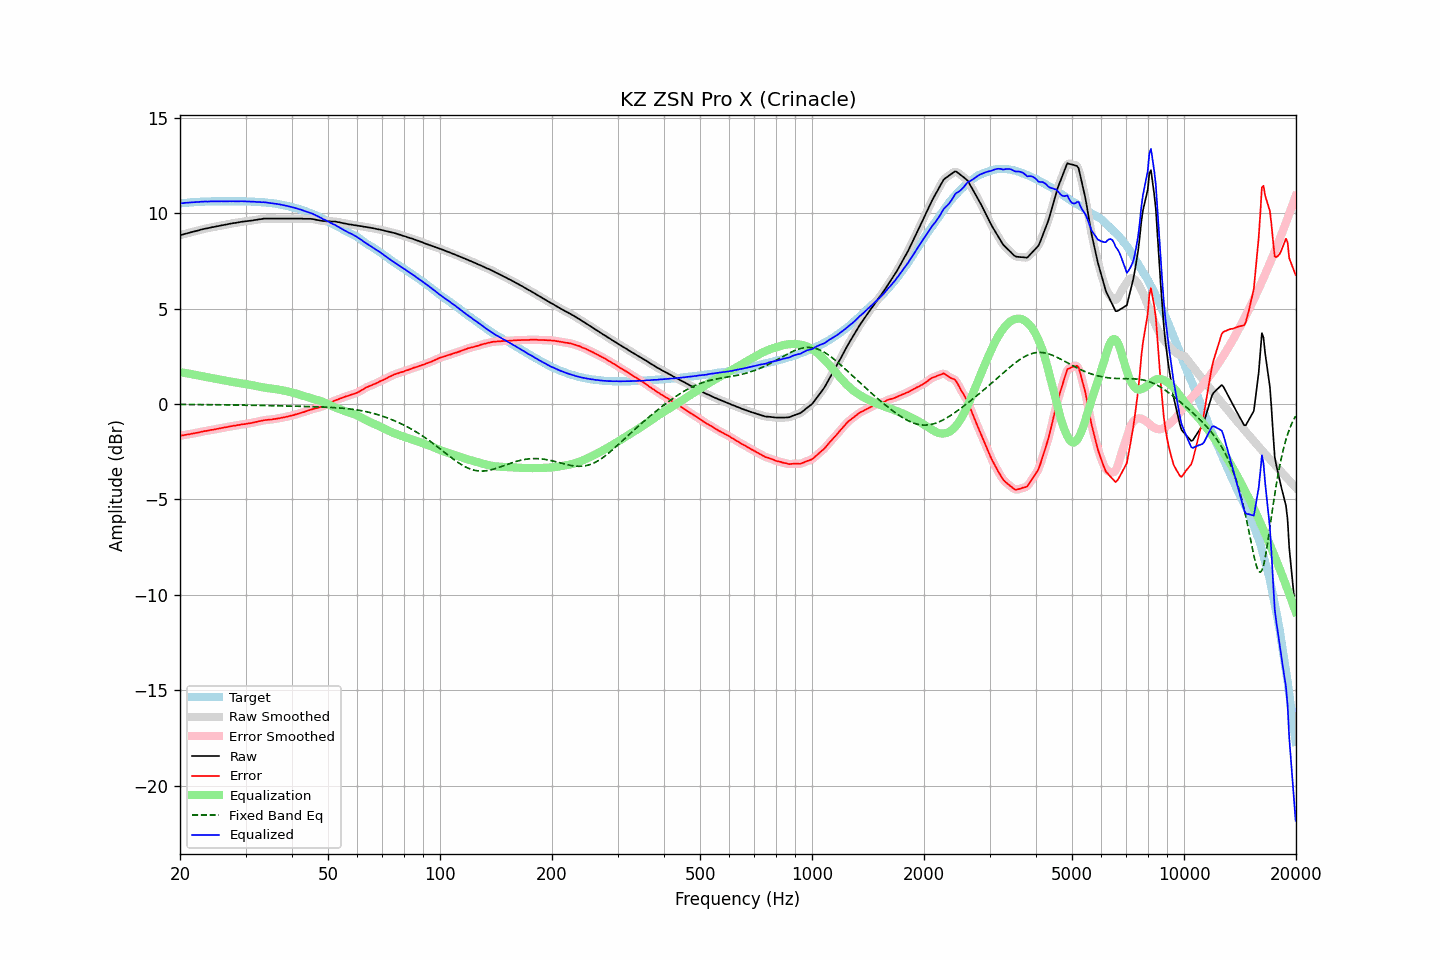 KZ ZSN Pro X (Crinacle)
15
10
5
0
−5
−10
−15
−20
Amplitude (dBr)
Target
Raw Smoothed
Error Smoothed
Raw
Error
Equalization
Fixed Band Eq
Equalized
20 50 100 200 500 1000 2000 5000 10000 20000
Frequency (Hz)